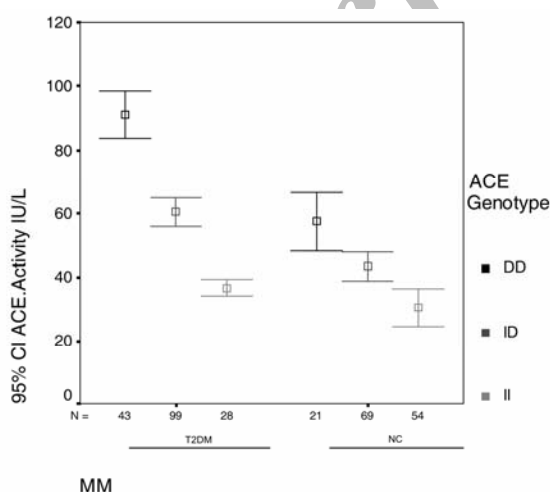 120
100
80
60
40
20
0
95% CI ACE.Activity IU/L
N = 43 99 28 21 69 54
T2DM NC
MM
ACE
Genotype
DD
ID
II